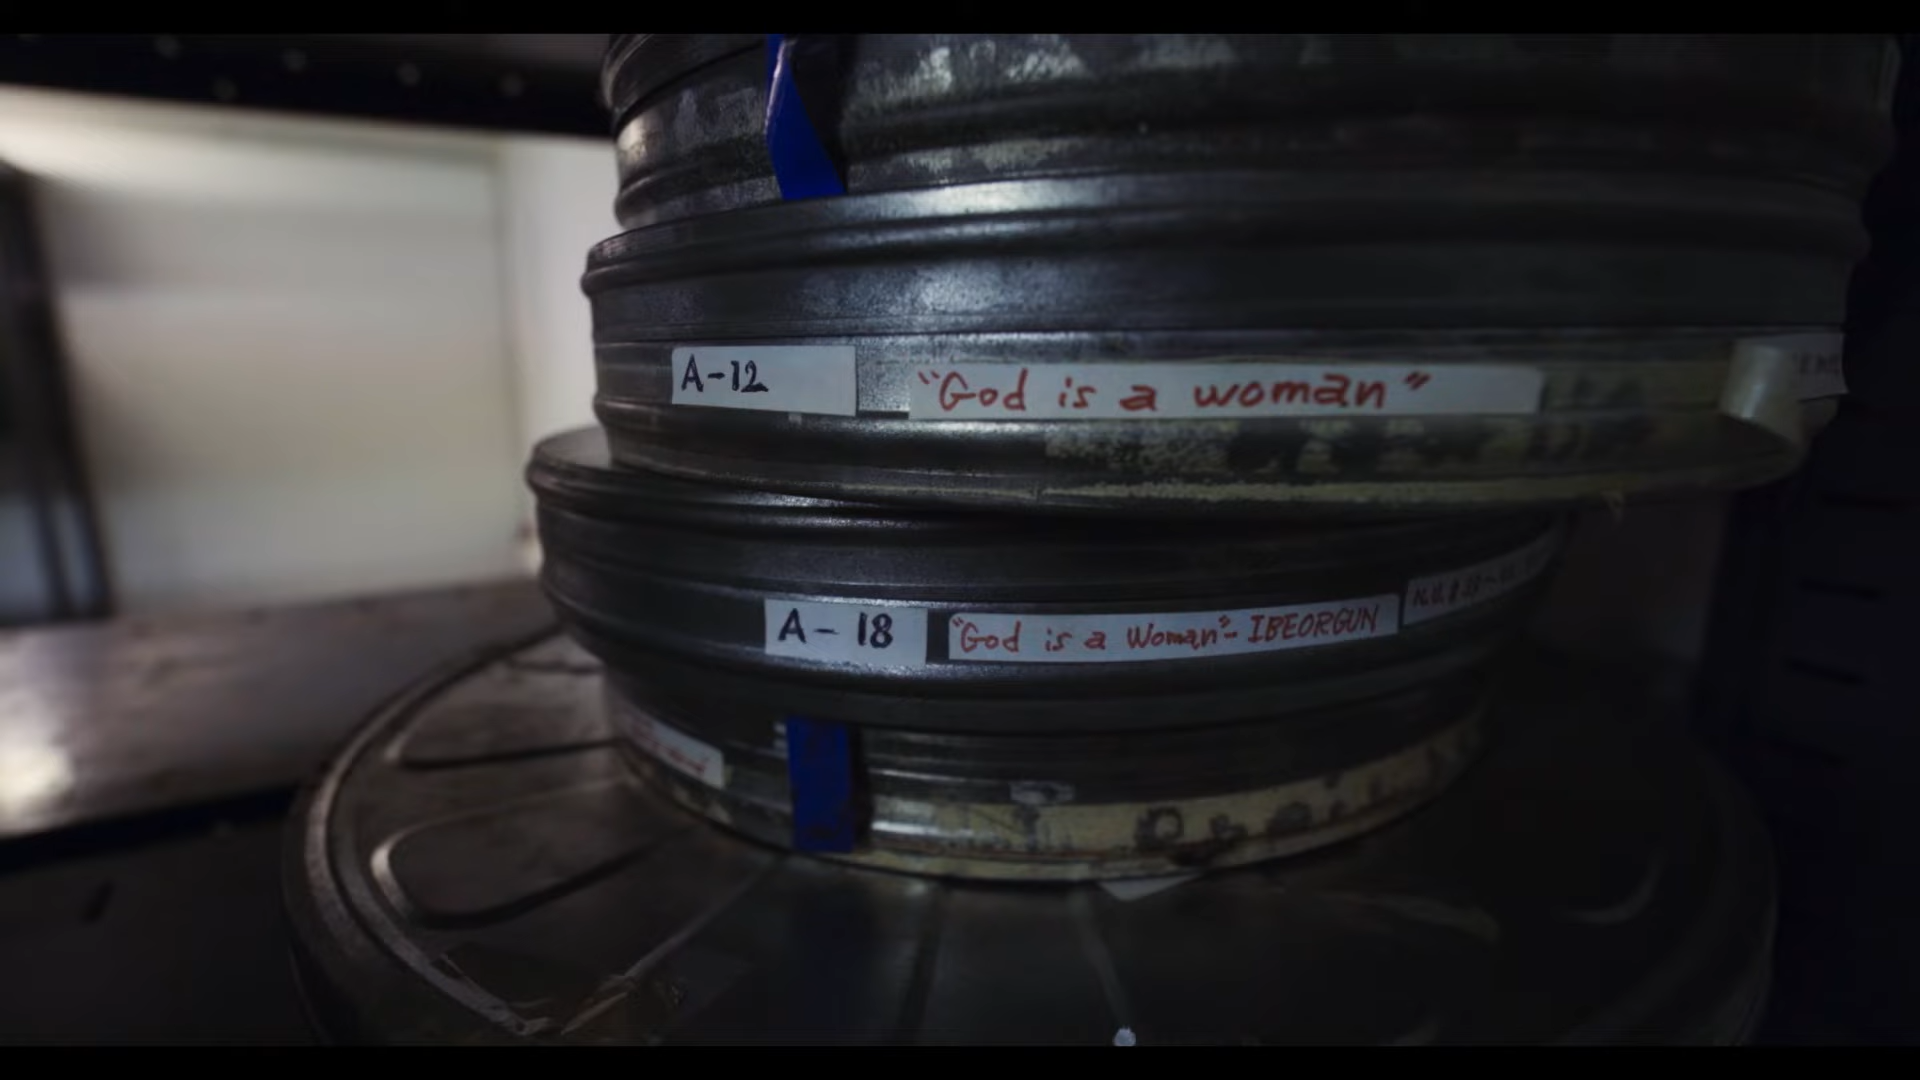 A-12
"God is a woman"
A- 18
"God is a Woman"- IBEORGUN